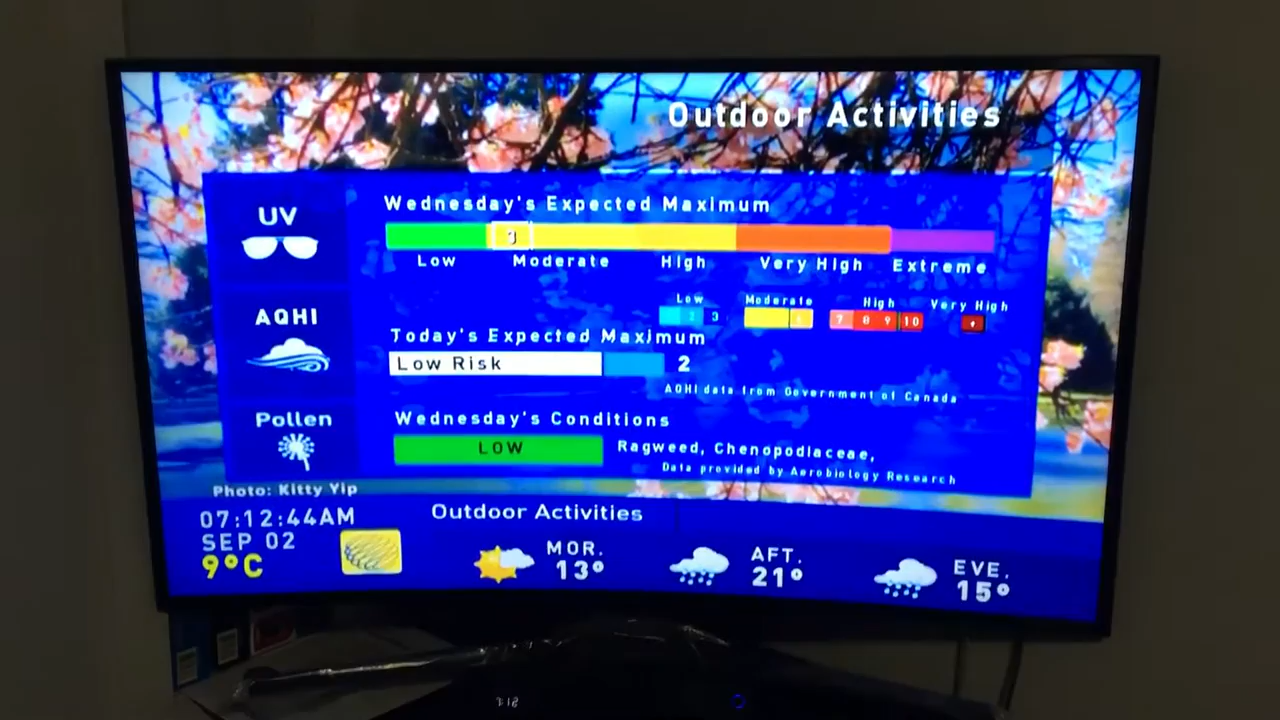 Outdoor Activities
UV
Wednesday's Expected Maximum
3
Low Moderate High Very High Extreme
AQHI
Low Moderate High Very High
2 3 6 7 8 9 10 +
Today's Expected Maximum
Low Risk 2
AQHI data from Government of Canada
Pollen
Wednesday's Conditions
LOW Ragweed, Chenopodiaceae,
Data provided by Aerobiology Research
Photo: Kitty Yip
07:12:44AM
SEP 02
9°C
Outdoor Activities
MOR.
13°
AFT.
21°
EVE.
15°